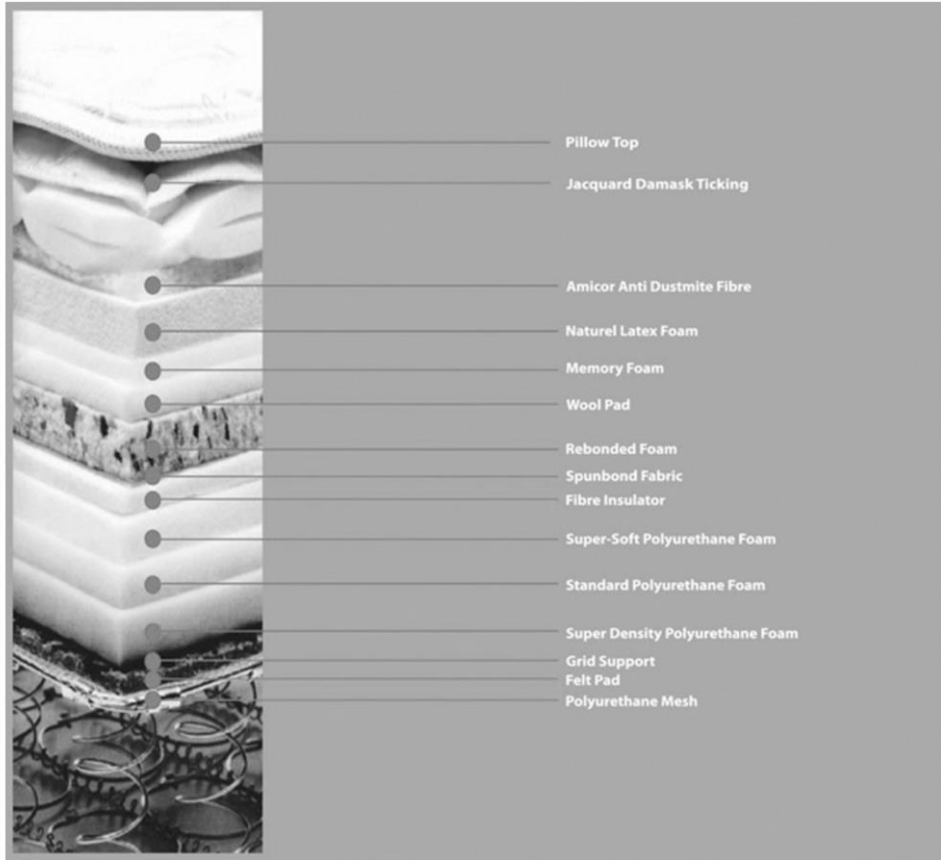 Pillow Top
Jacquard Damask Ticking
Amicor Anti Dustmite Fibre
Naturel Latex Foam
Memory Foam
Wool Pad
Rebonded Foam
Spunbond Fabric
Fibre Insulator
Super-Soft Polyurethane Foam
Standard Polyurethane Foam
Super Density Polyurethane Foam
Grid Support
Felt Pad
Polyurethane Mesh